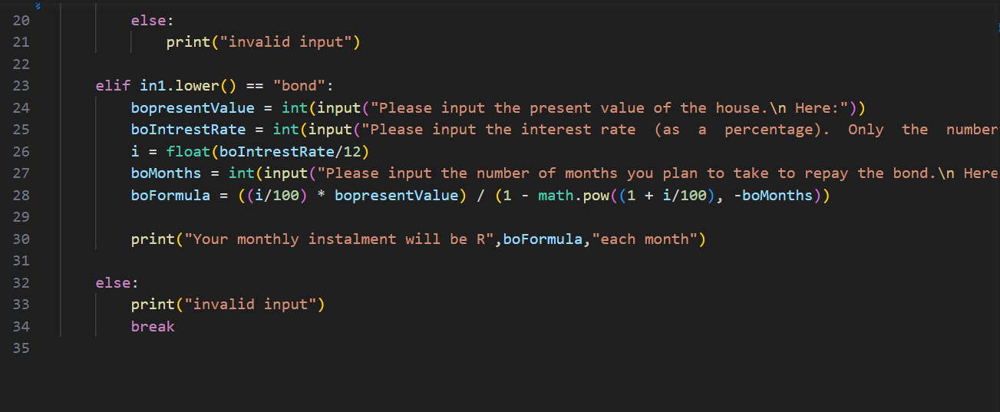 20 else:
21 print("invalid input")
22
23 elif in1.lower() == "bond":
24 bopresentValue = int(input("Please input the present value of the house.\n Here:"))
25 boIntrestRate = int(input("Please input the interest rate  (as  a  percentage).  Only  the  number
26 i = float(boIntrestRate/12)
27 boMonths = int(input("Please input the number of months you plan to take to repay the bond.\n Here
28 boFormula = ((i/100) * bopresentValue) / (1 - math.pow((1 + i/100), -boMonths))
29
30 print("Your monthly instalment will be R",boFormula,"each month")
31
32 else:
33 print("invalid input")
34 break
35